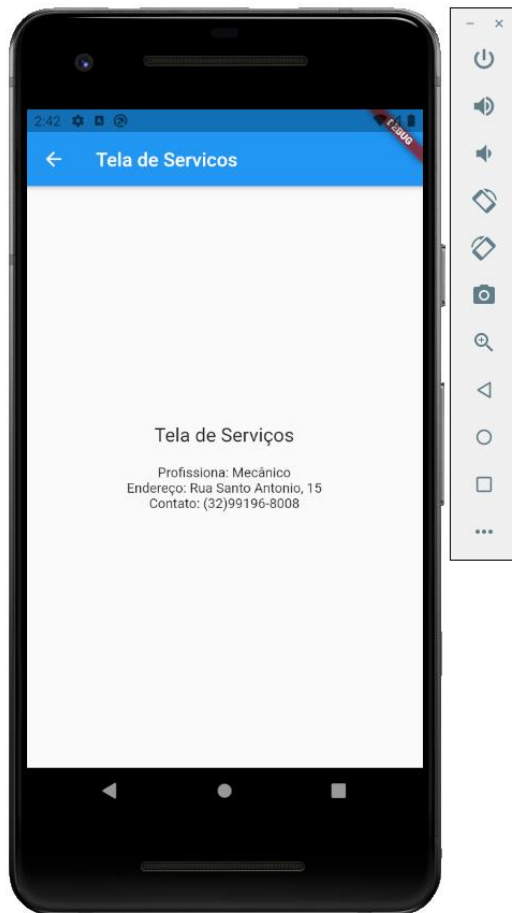 2:42
DEBUG
Tela de Servicos
Tela de Serviços
Profissiona: Mecânico
Endereço: Rua Santo Antonio, 15
Contato: (32)99196-8008